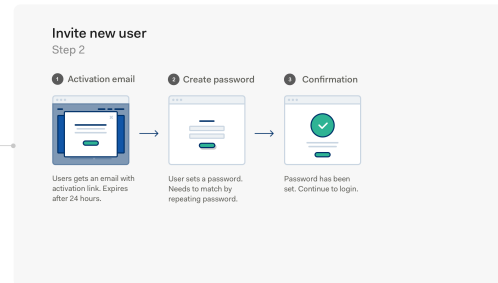 Invite new user
Step 2
1 Activation email
2 Create password
3 Confirmation
Users gets an email with
activation link. Expires
after 24 hours.
User sets a password.
Needs to match by
repeating password.
Password has been
set. Continue to login.